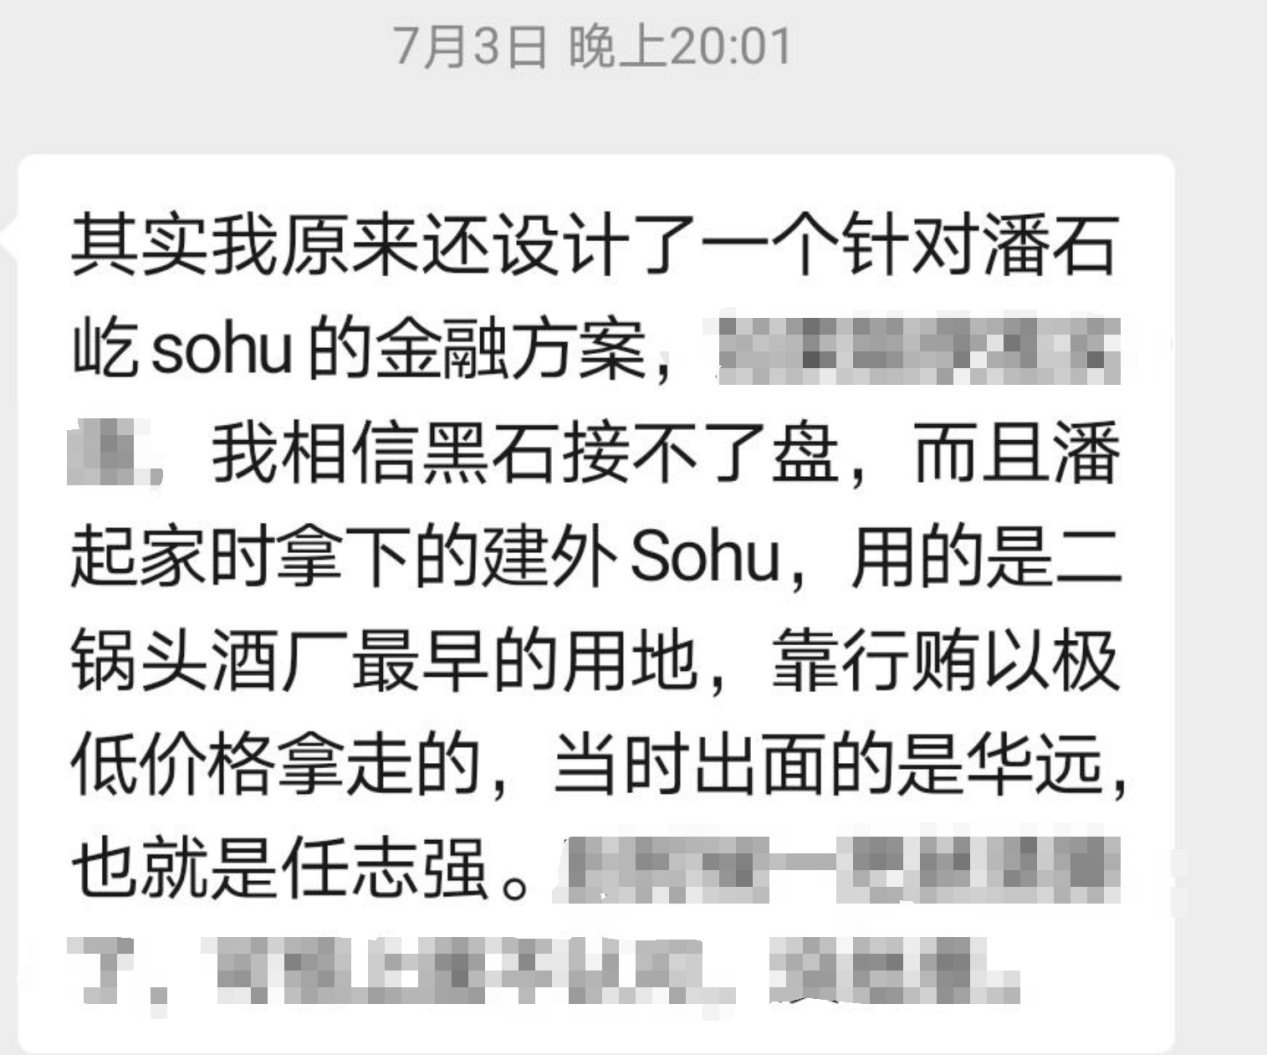 7月3日 晚上20:01
其实我原来还设计了一个针对潘石
屹sohu的金融方案，
我相信黑石接不了盘，而且潘
起家时拿下的建外Sohu，用的是二
锅头酒厂最早的用地，靠行贿以极
低价格拿走的，当时出面的是华远，
也就是任志强。